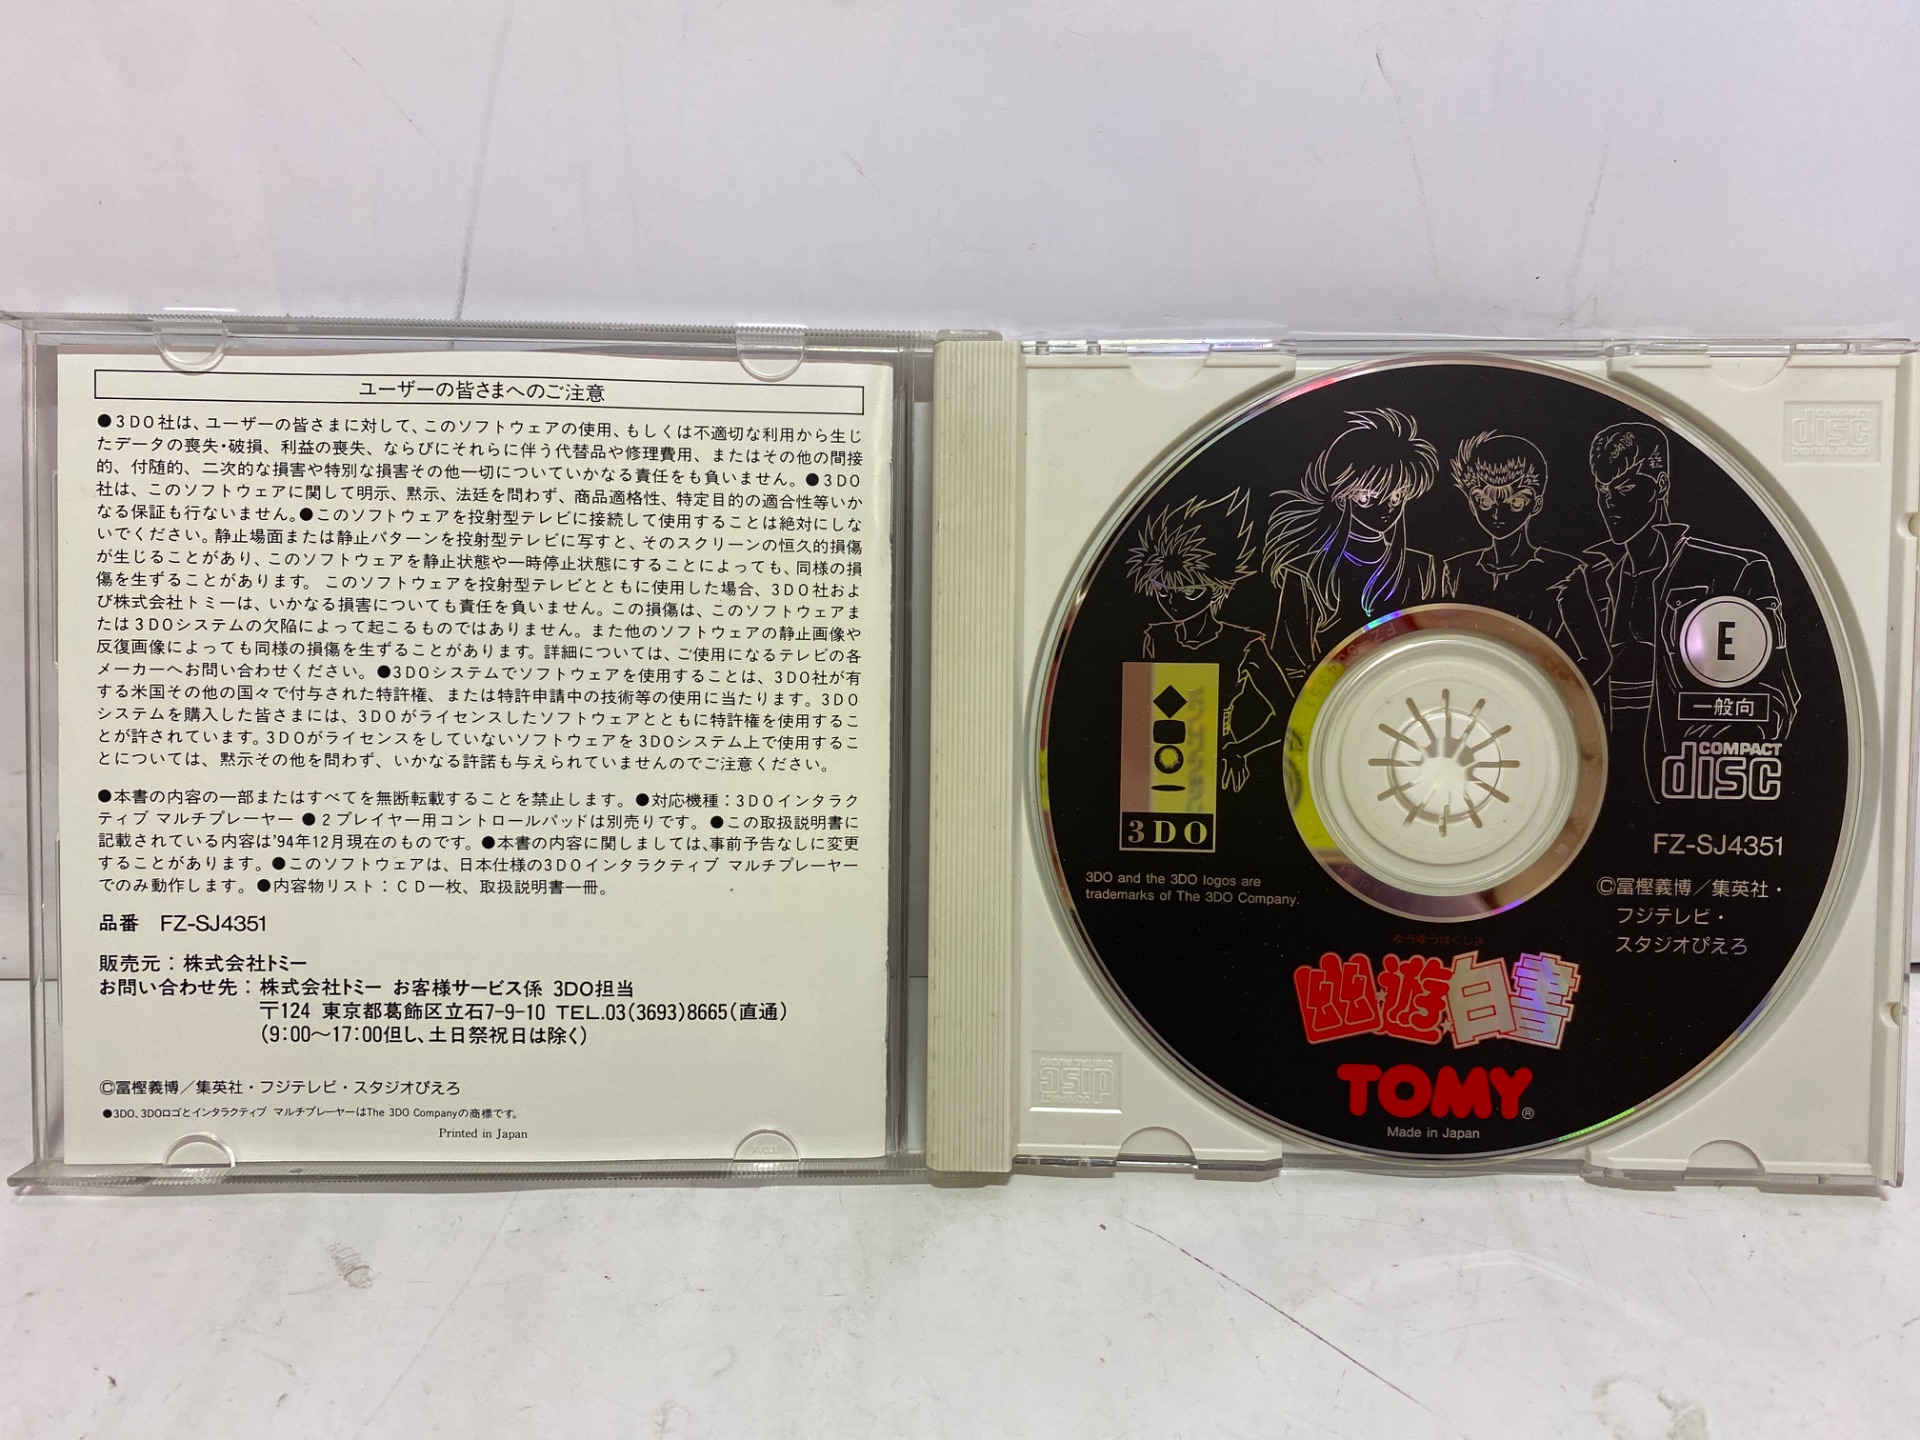 ユーザーの皆さまへのご注意
●3DO社は、ユーザーの皆さまに対して、このソフトウェアの使用、もしくは不適切な利用から生じ
たデータの喪失・破損、利益の喪失、ならびにそれらに伴う代替品や修理費用、またはその他の間接
的、付随的、二次的な損害や特別な損害その他一切についていかなる責任をも負いません。●3DO
社は、このソフトウェアに関して明示、黙示、法廷を問わず、商品適格性、特定目的の適合性等いか
なる保証も行ないません。●このソフトウェアを投射型テレビに接続して使用することは絶対にしな
いでください。静止場面または静止パターンを投射型テレビに写すと、そのスクリーンの恒久的損傷
が生じることがあり、このソフトウェアを静止状態や一時停止状態にすることによっても、同様の損
傷を生ずることがあります。このソフトウェアを投射型テレビとともに使用した場合、3DO社およ
び株式会社トミーは、いかなる損害についても責任を負いません。この損傷は、このソフトウェアま
たは3DOシステムの欠陥によって起こるものではありません。また他のソフトウェアの静止画像や
反復画像によっても同様の損傷を生ずることがあります。詳細については、ご使用になるテレビの各
メーカーへお問い合わせください。●3DOシステムでソフトウェアを使用することは、3DO社が有
する米国その他の国々で付与された特許権、または特許申請中の技術等の使用に当たります。3DO
システムを購入した皆さまには、3DOがライセンスしたソフトウェアとともに特許権を使用するこ
とが許されています。3DOがライセンスをしていないソフトウェアを3DOシステム上で使用するこ
とについては、黙示その他を問わず、いかなる許諾も与えられていませんのでご注意ください。
●本書の内容の一部またはすべてを無断転載することを禁止します。●対応機種：3DOインタラク
ティブ マルチプレーヤー ●2プレイヤー用コントロールパッドは別売りです。●この取扱説明書に
記載されている内容は'94年12月現在のものです。●本書の内容に関しましては、事前予告なしに変更
することがあります。●このソフトウェアは、日本仕様の3DOインタラクティブ マルチプレーヤー
でのみ動作します。●内容物リスト：CD一枚、取扱説明書一冊。
品番 FZ-SJ4351
販売元：株式会社トミー
お問い合わせ先：株式会社トミー お客様サービス係 3DO担当
〒124 東京都葛飾区立石7-9-10 TEL.03(3693)8665(直通)
(9:00〜17:00但し、土日祭祝日は除く)
©冨樫義博／集英社・フジテレビ・スタジオぴえろ
●3DO、3DOロゴとインタラクティブ マルチプレーヤーはThe 3DO Companyの商標です。
Printed in Japan
COMPACT
disc
DIGITAL AUDIO
E
一般向
COMPACT
disc
3DO
FZ-SJ4351
3DO and the 3DO logos are
trademarks of The 3DO Company.
©冨樫義博／集英社・
フジテレビ・
スタジオぴえろ
ゆうゆうはくしょ
幽遊白書
TOMY®
Made in Japan
COMPACT
disc
DIGITAL AUDIO